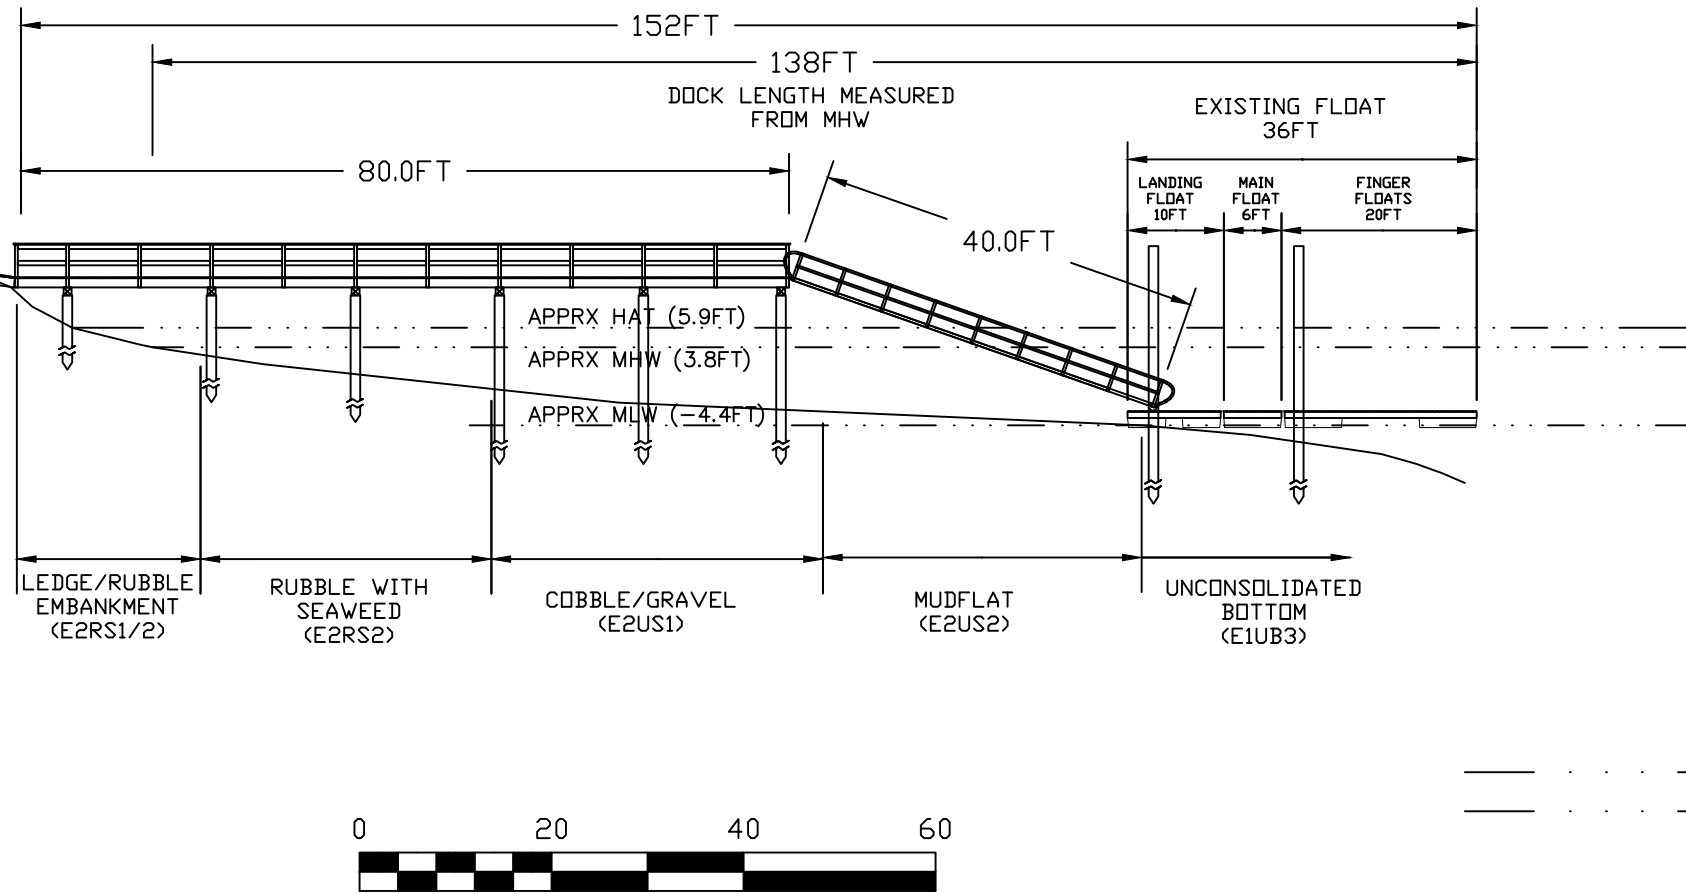 152FT
138FT
DOCK LENGTH MEASURED
FROM MHW
EXISTING FLOAT
36FT
80.0FT
LANDING
FLOAT
10FT
MAIN
FLOAT
6FT
FINGER
FLOATS
20FT
40.0FT
APPRX HAT (5.9FT)
APPRX MHW (3.8FT)
APPRX MLW (-4.4FT)
LEDGE/RUBBLE
EMBANKMENT
(E2RS1/2)
RUBBLE WITH
SEAWEED
(E2RS2)
COBBLE/GRAVEL
(E2US1)
MUDFLAT
(E2US2)
UNCONSOLIDATED
BOTTOM
(E1UB3)
0 20 40 60